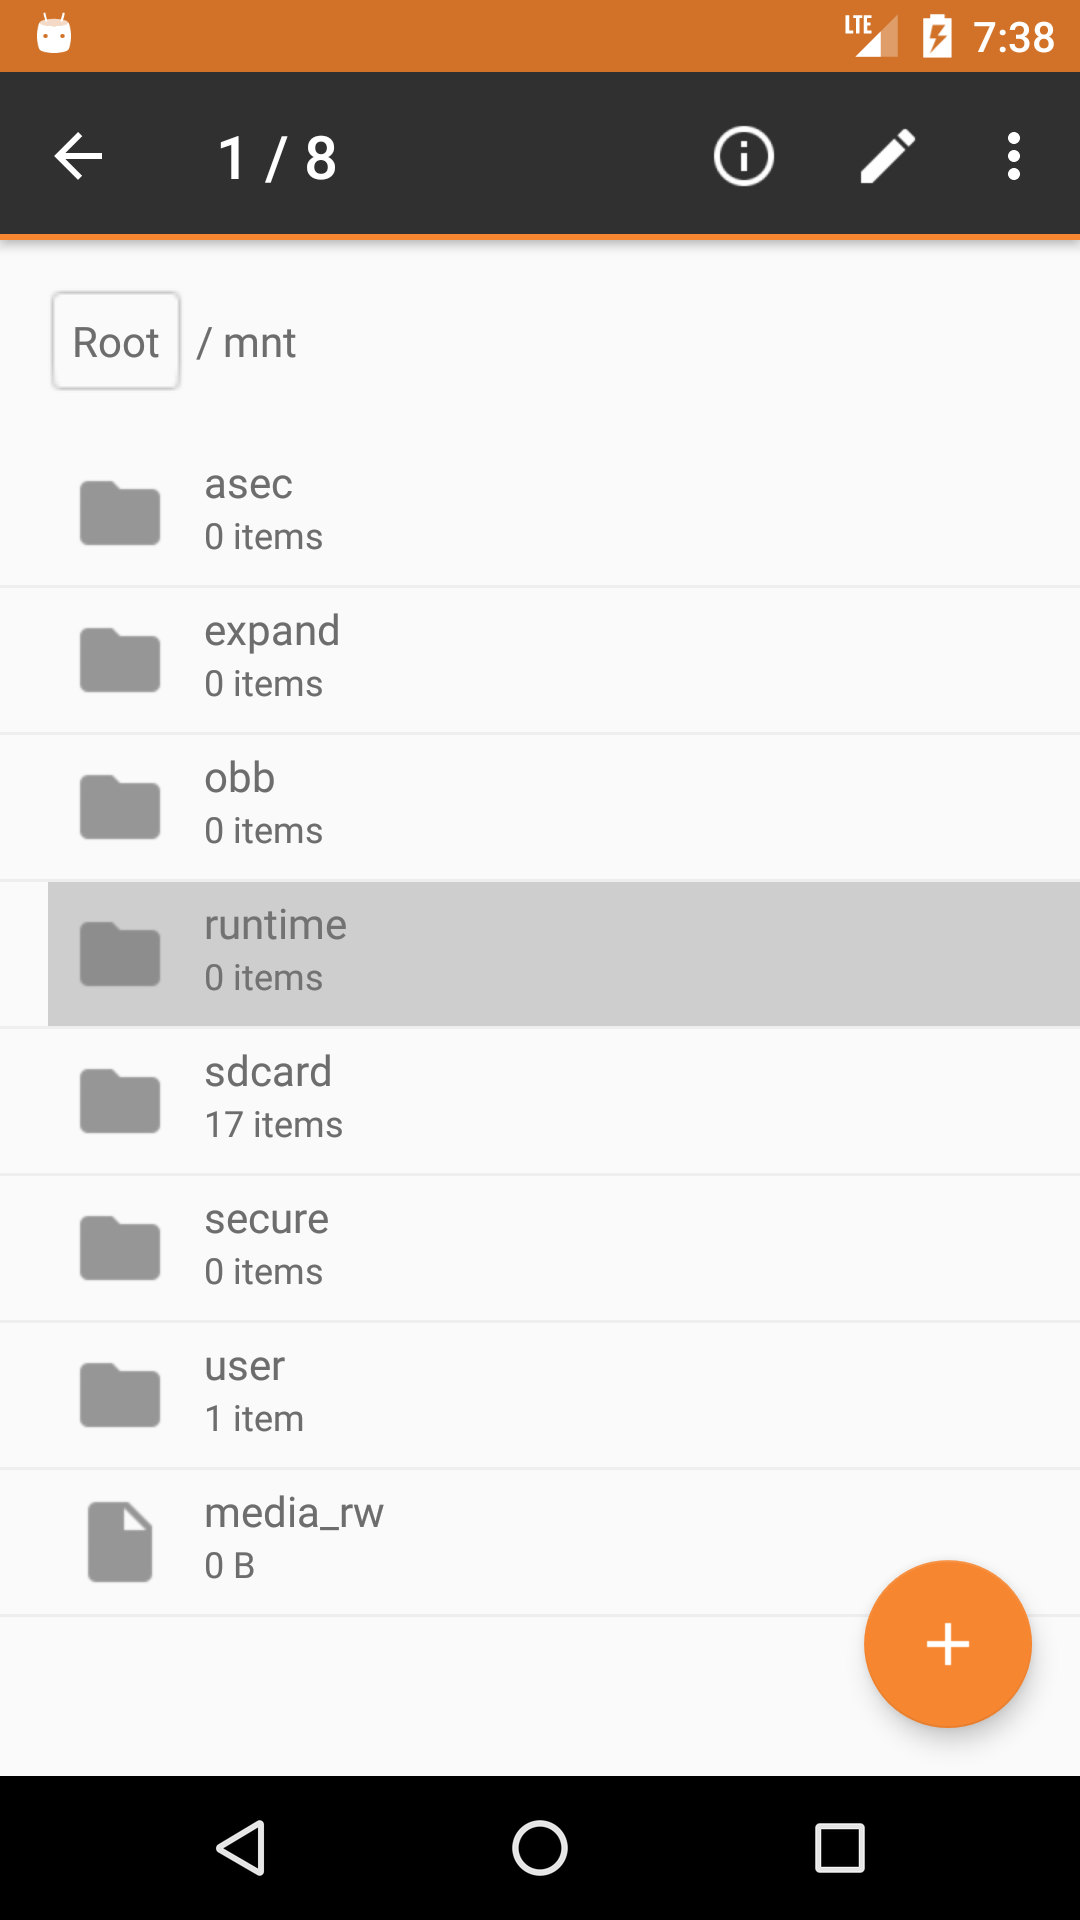 LTE 7:38
1 / 8
Root / mnt
asec
0 items
expand
0 items
obb
0 items
runtime
0 items
sdcard
17 items
secure
0 items
user
1 item
media_rw
0 B